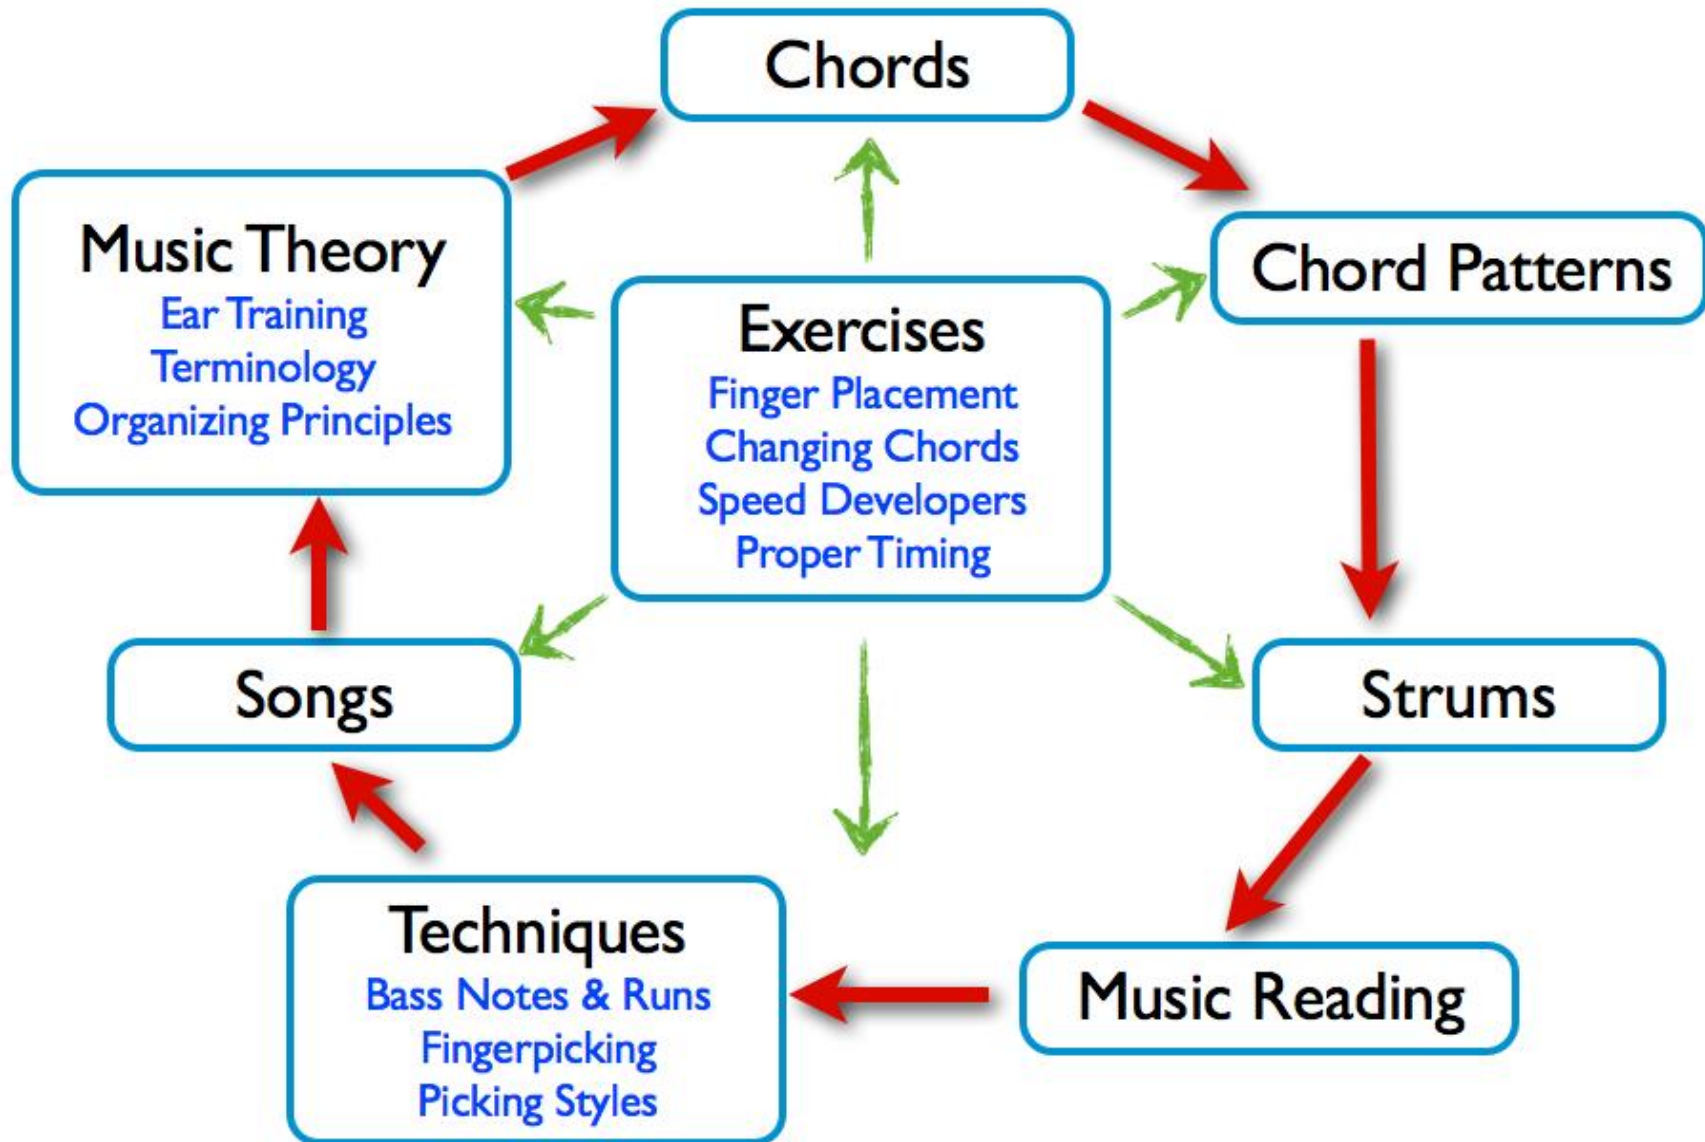 Chords
Music Theory
Ear Training
Terminology
Organizing Principles
Chord Patterns
Exercises
Finger Placement
Changing Chords
Speed Developers
Proper Timing
Songs
Strums
Techniques
Bass Notes & Runs
Fingerpicking
Picking Styles
Music Reading